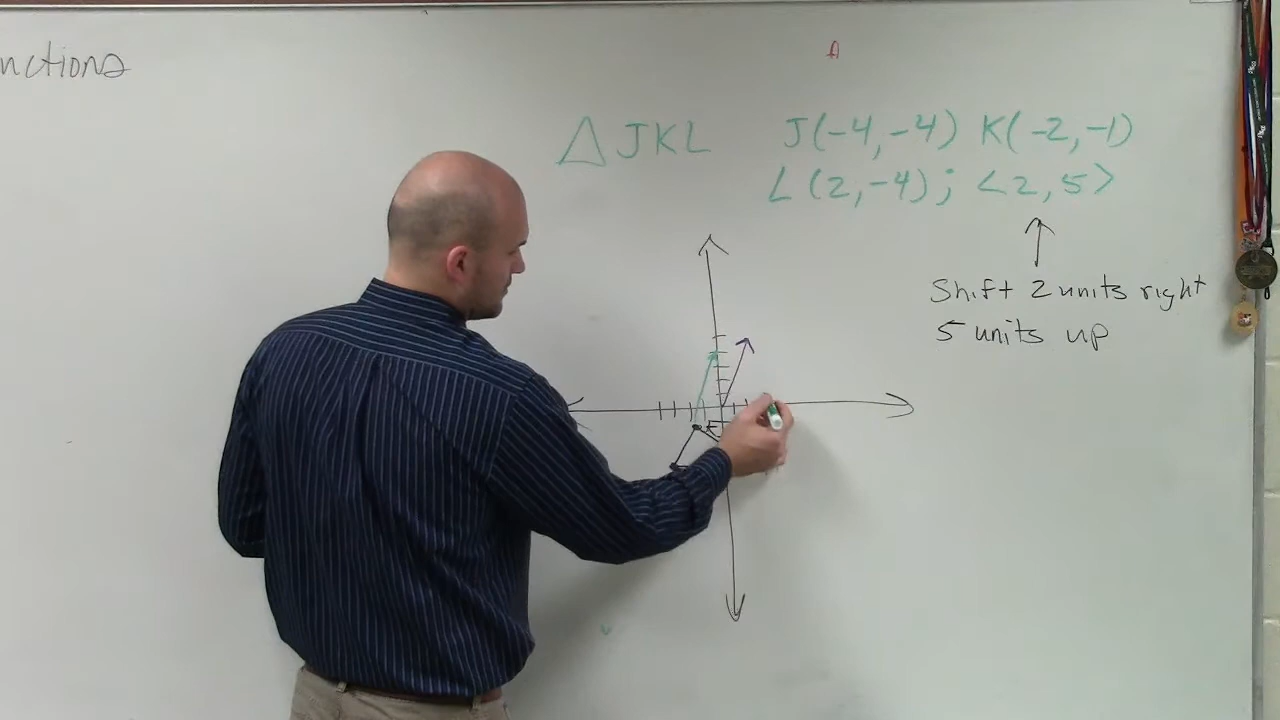 nctions
A
△ JKL J(-4,-4) K(-2,-1)
L(2,-4); <2,5>
Shift 2 units right
5 units up